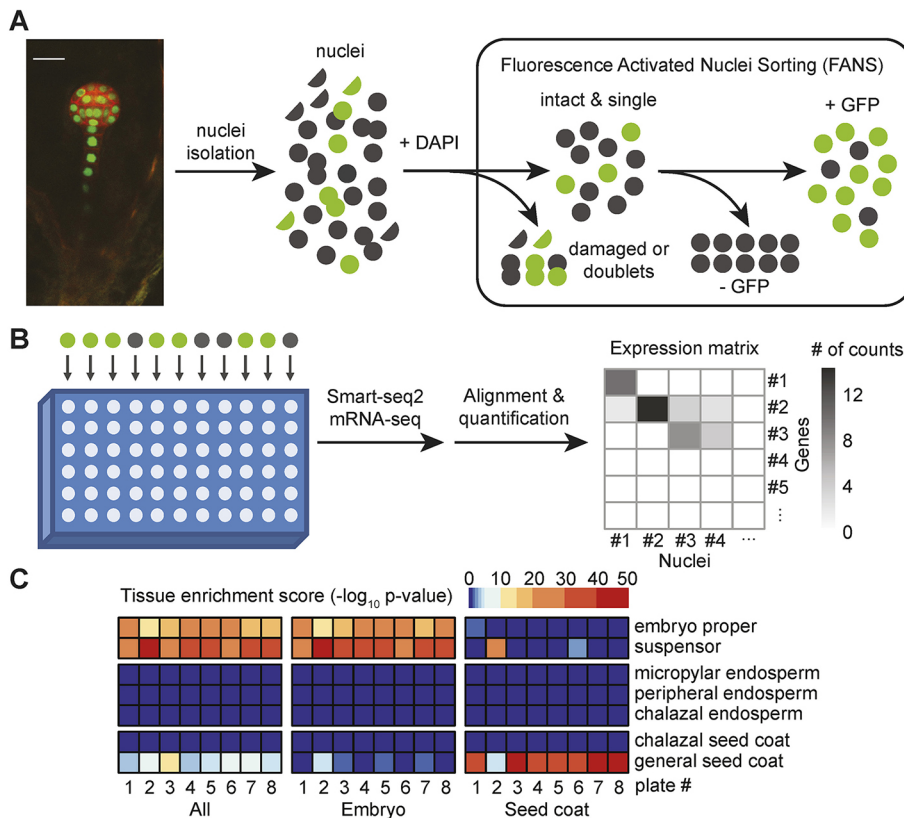 A
nuclei
nuclei
isolation
+ DAPI
Fluorescence Activated Nuclei Sorting (FANS)
intact & single
+ GFP
damaged or
doublets
- GFP
B
Smart-seq2
mRNA-seq
Alignment &
quantification
Expression matrix
# of counts
#1
#2
#3
#4
#5
⋮
Genes
12
8
4
0
#1 #2 #3 #4 ...
Nuclei
C
Tissue enrichment score (-log10 p-value)
0 10 20 30 40 50
embryo proper
suspensor
micropylar endosperm
peripheral endosperm
chalazal endosperm
chalazal seed coat
general seed coat
1 2 3 4 5 6 7 8 1 2 3 4 5 6 7 8 1 2 3 4 5 6 7 8 plate #
All Embryo Seed coat